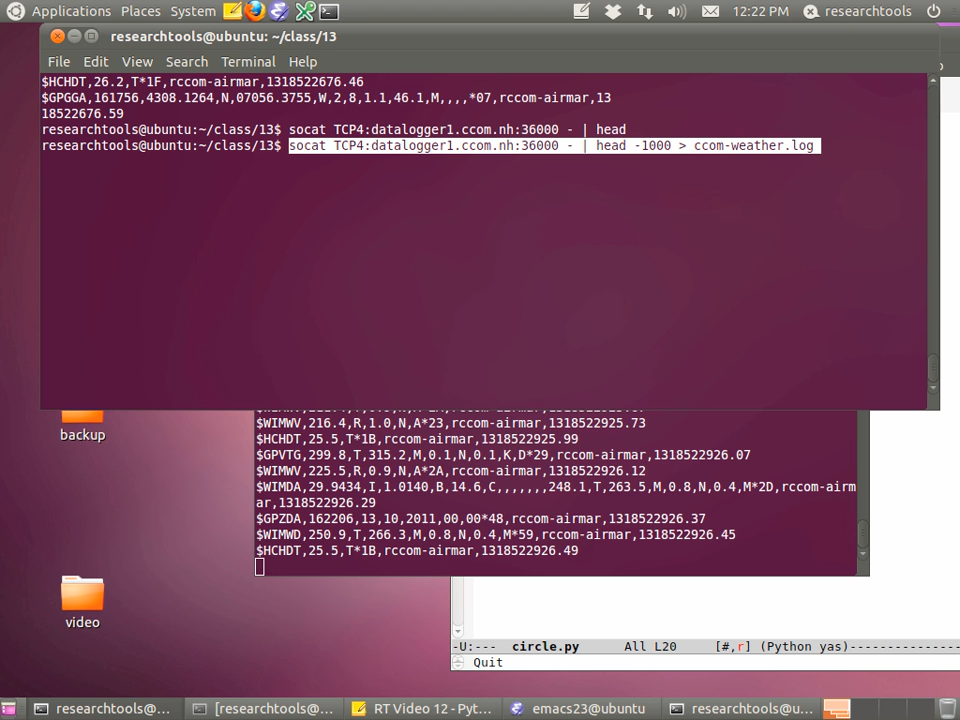 Applications Places System 12:22 PM researchtools
researchtools@ubuntu: ~/class/13
File Edit View Search Terminal Help
$HCHDT,26.2,T*1F,rccom-airmar,1318522676.46
$GPGGA,161756,4308.1264,N,07056.3755,W,2,8,1.1,46.1,M,,,,*07,rccom-airmar,13
18522676.59
researchtools@ubuntu:~/class/13$ socat TCP4:datalogger1.ccom.nh:36000 - | head
researchtools@ubuntu:~/class/13$ socat TCP4:datalogger1.ccom.nh:36000 - | head -1000 > ccom-weather.log
backup
$WIMWV,216.4,R,1.0,N,A*23,rccom-airmar,1318522925.73
$HCHDT,25.5,T*1B,rccom-airmar,1318522925.99
$GPVTG,299.8,T,315.2,M,0.1,N,0.1,K,D*29,rccom-airmar,1318522926.07
$WIMWV,225.5,R,0.9,N,A*2A,rccom-airmar,1318522926.12
$WIMDA,29.9434,I,1.0140,B,14.6,C,,,,,,,248.1,T,263.5,M,0.8,N,0.4,M*2D,rccom-airm
ar,1318522926.29
$GPZDA,162206,13,10,2011,00,00*48,rccom-airmar,1318522926.37
$WIMWD,250.9,T,266.3,M,0.8,N,0.4,M*59,rccom-airmar,1318522926.45
$HCHDT,25.5,T*1B,rccom-airmar,1318522926.49
video
-U:--- circle.py All L20 [#,r] (Python yas)---------------
Quit
researchtools@... [researchtools@... RT Video 12 - Pyt... emacs23@ubuntu researchtools@u...